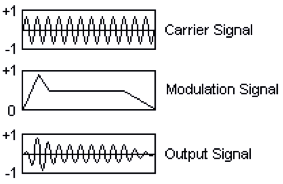 +1
Carrier Signal
-1
+1
Modulation Signal
0
+1
Output Signal
-1